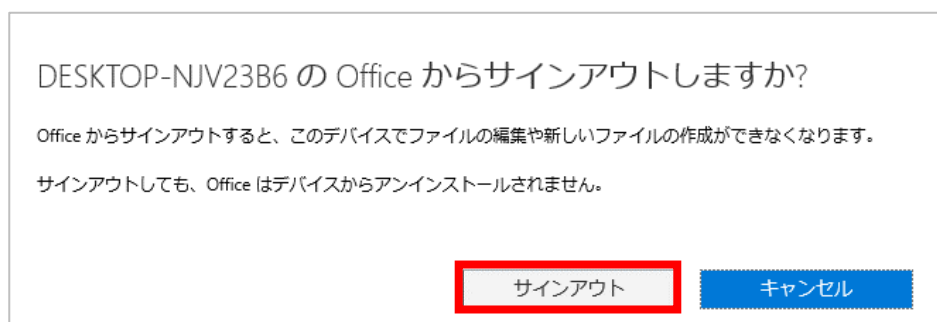 DESKTOP-NJV23B6 の Office からサインアウトしますか?
Office からサインアウトすると、このデバイスでファイルの編集や新しいファイルの作成ができなくなります。
サインアウトしても、Office はデバイスからアンインストールされません。
サインアウト
キャンセル